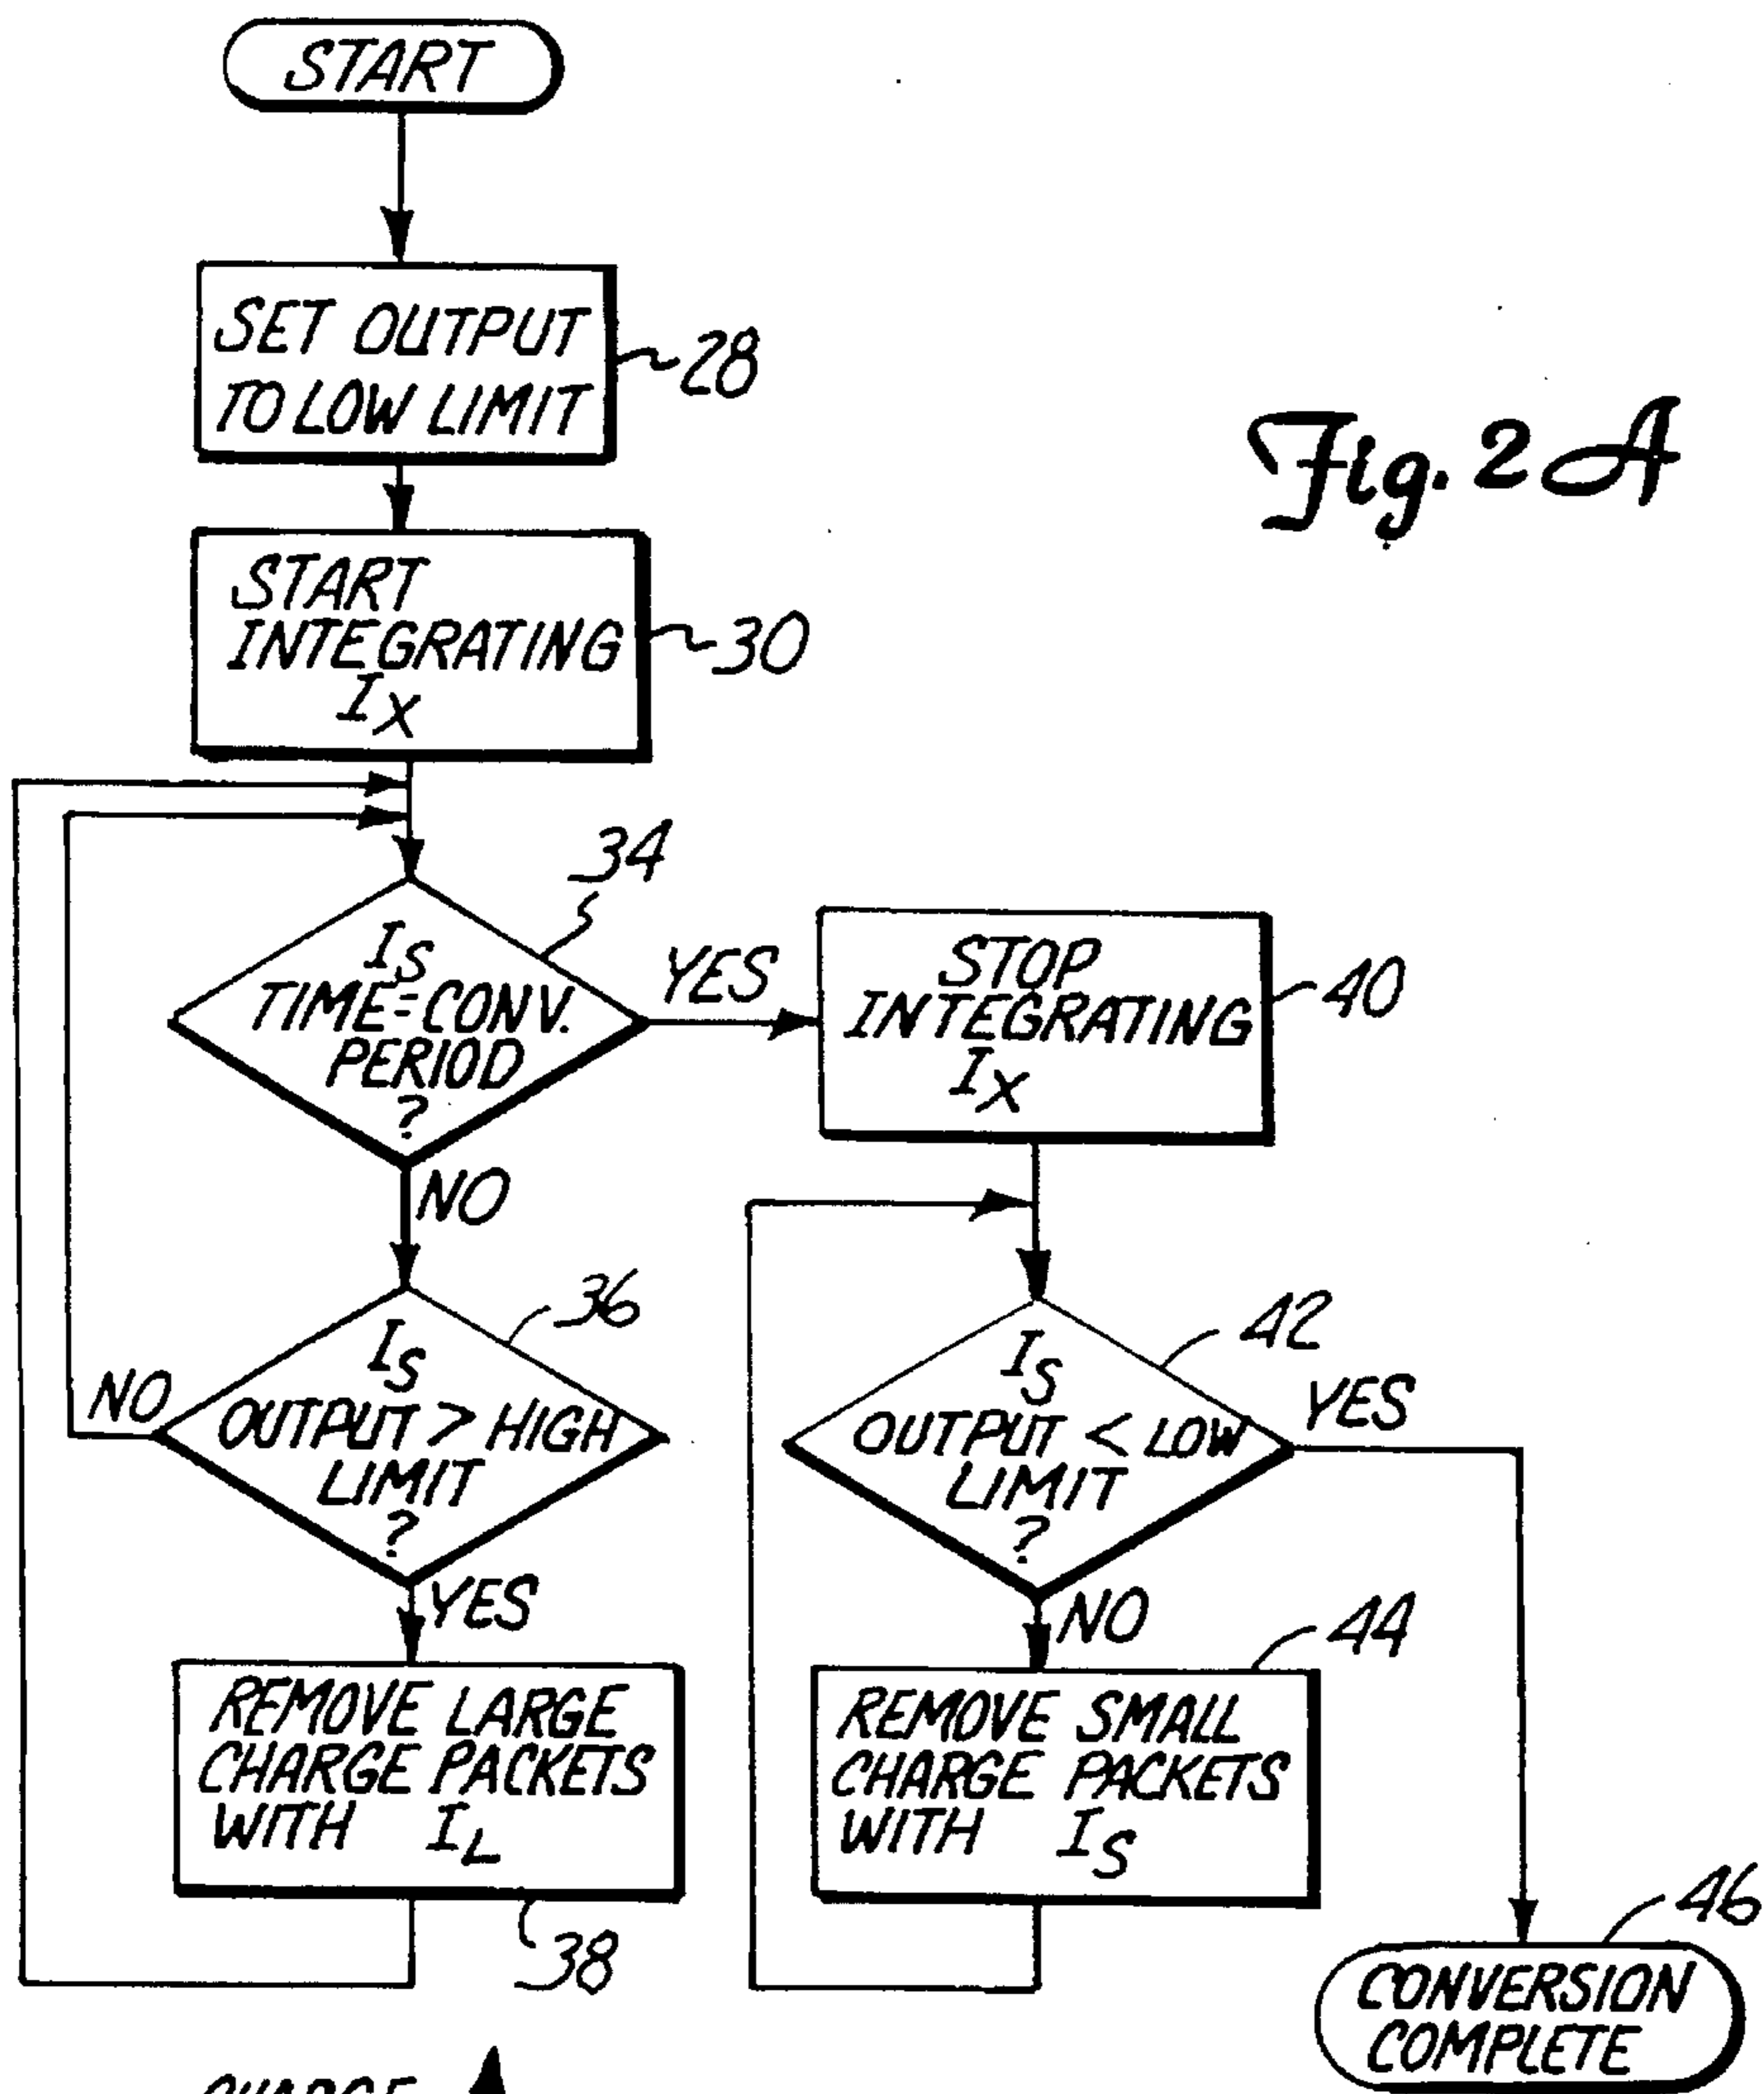 START
SET OUTPUT
TO LOW LIMIT
28
Fig. 2A
START
INTEGRATING
IX
30
34
IS
TIME=CONV.
PERIOD
?
YES
STOP
INTEGRATING
IX
40
NO
36
IS
OUTPUT > HIGH
LIMIT
?
NO
42
IS
OUTPUT < LOW
LIMIT
?
YES
YES
NO
REMOVE LARGE
CHARGE PACKETS
WITH IL
38
44
REMOVE SMALL
CHARGE PACKETS
WITH IS
46
CONVERSION
COMPLETE
CHARGE